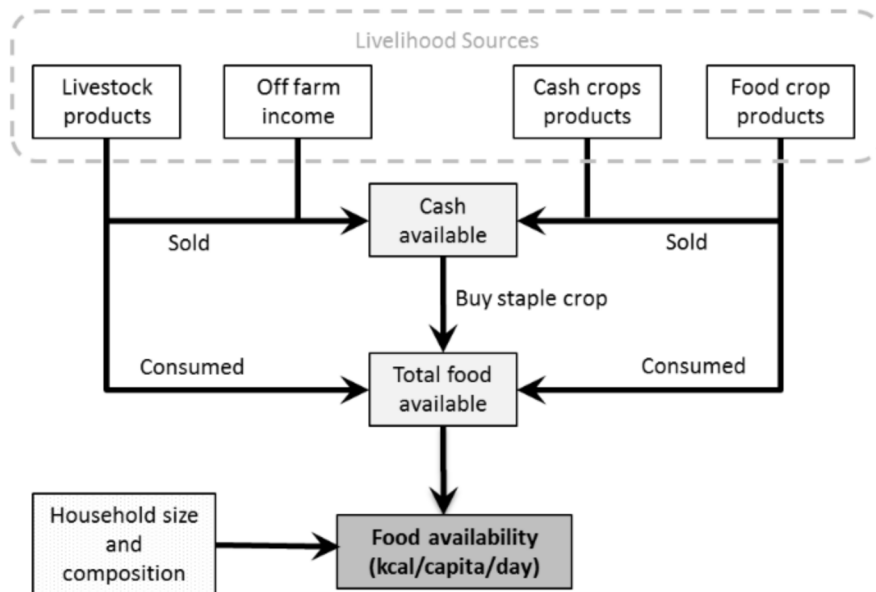 Livelihood Sources
Livestock
products
Off farm
income
Cash crops
products
Food crop
products
Cash
available
Sold
Sold
Buy staple crop
Consumed
Total food
available
Consumed
Household size
and
composition
Food availability
(kcal/capita/day)